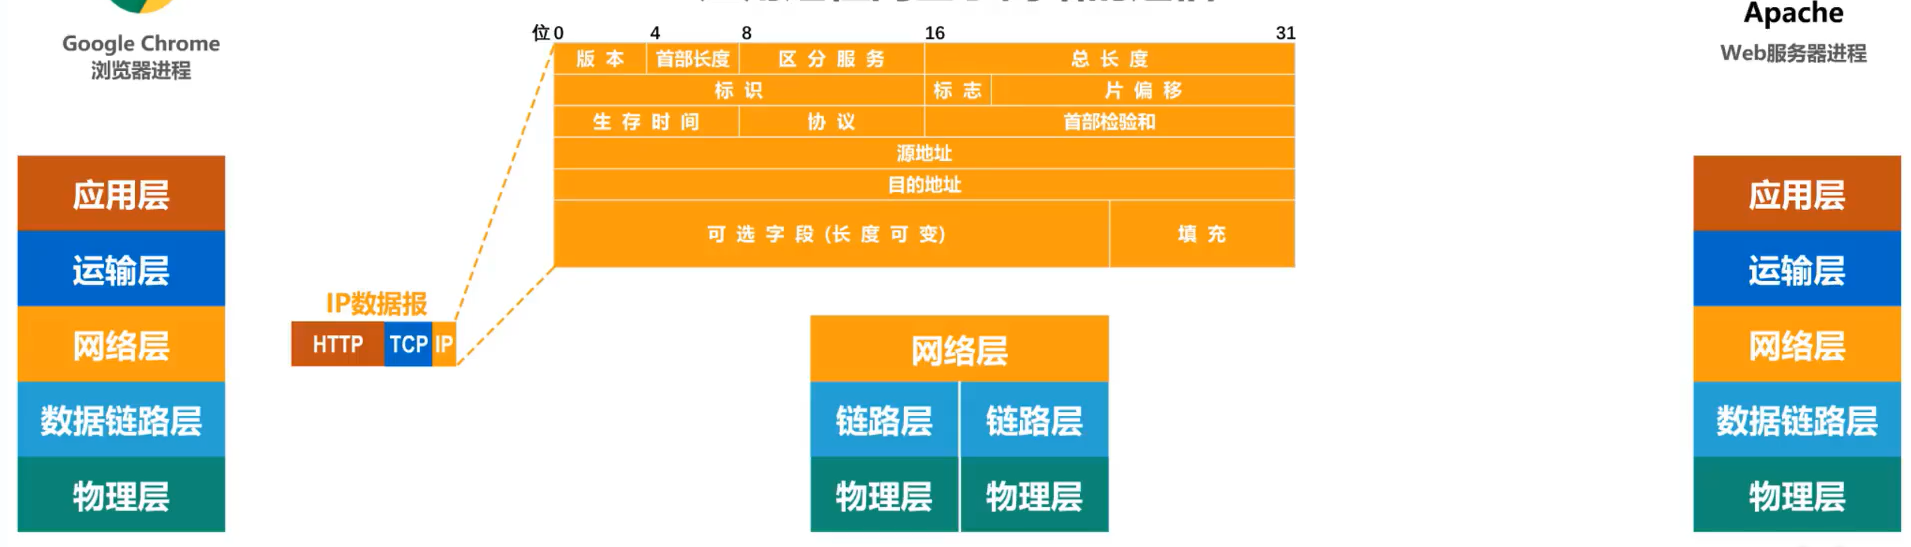 Google Chrome
浏览器进程
Apache
Web服务器进程
位 0 4 8 16 31
版 本 首部长度 区 分 服 务 总 长 度
标 识 标 志 片 偏 移
生 存 时 间 协 议 首部检验和
源地址
目的地址
可 选 字 段 (长 度 可 变) 填 充
应用层
运输层
网络层
数据链路层
物理层
IP数据报
HTTP TCP IP
网络层
链路层 链路层
物理层 物理层
应用层
运输层
网络层
数据链路层
物理层